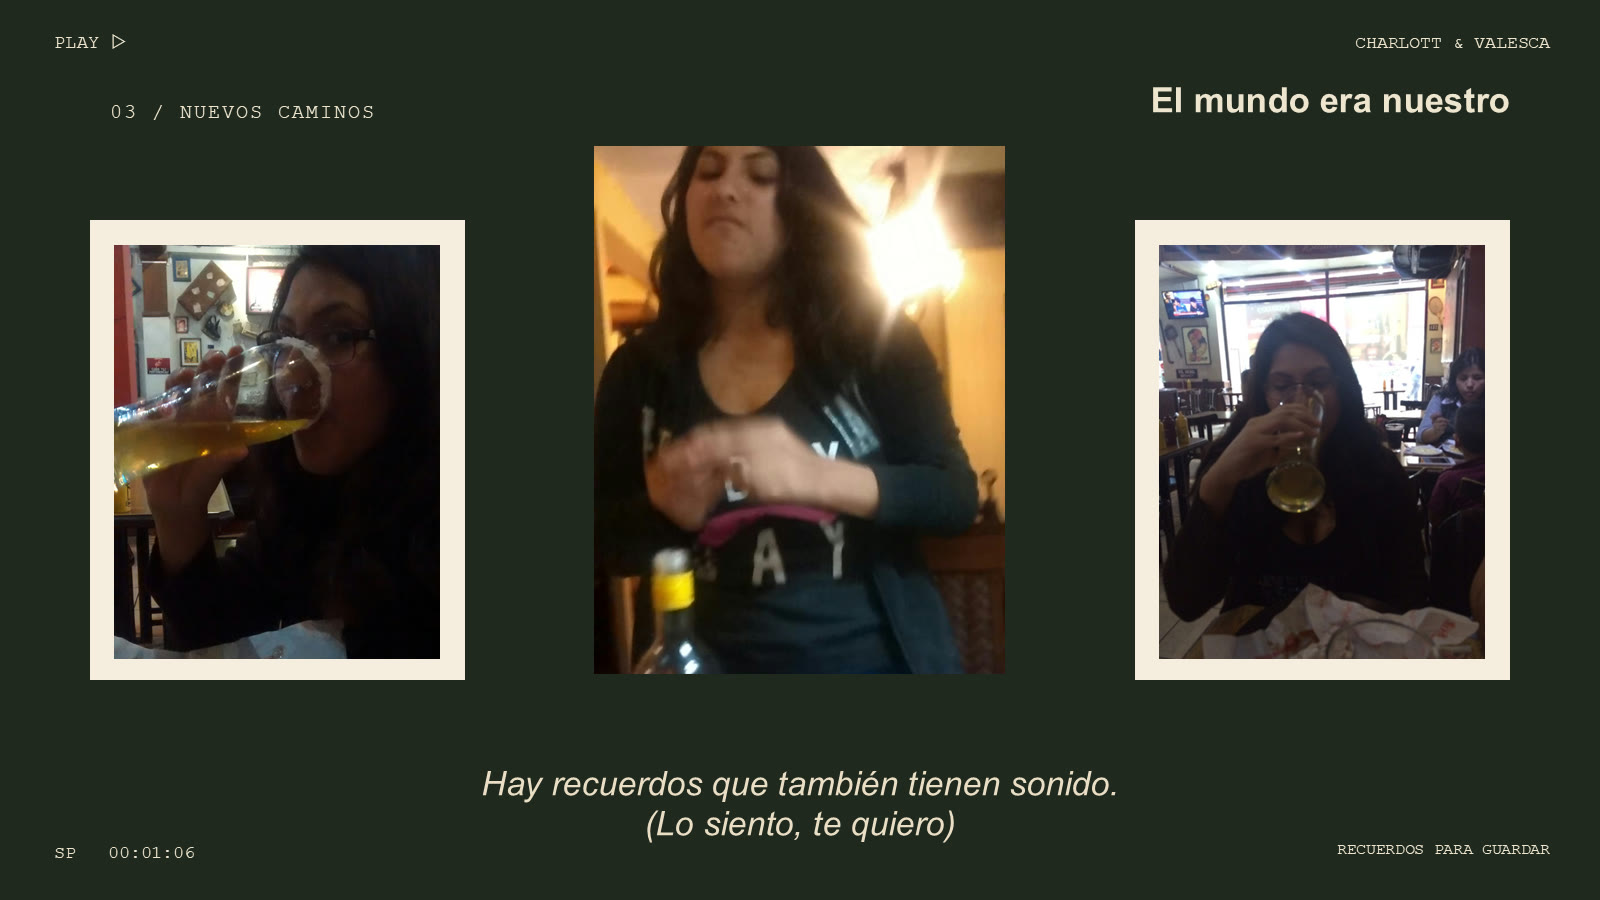 PLAY ▷
CHARLOTT & VALESCA
03 / NUEVOS CAMINOS
El mundo era nuestro
AY
Hay recuerdos que también tienen sonido.
(Lo siento, te quiero)
SP 00:01:06
RECUERDOS PARA GUARDAR